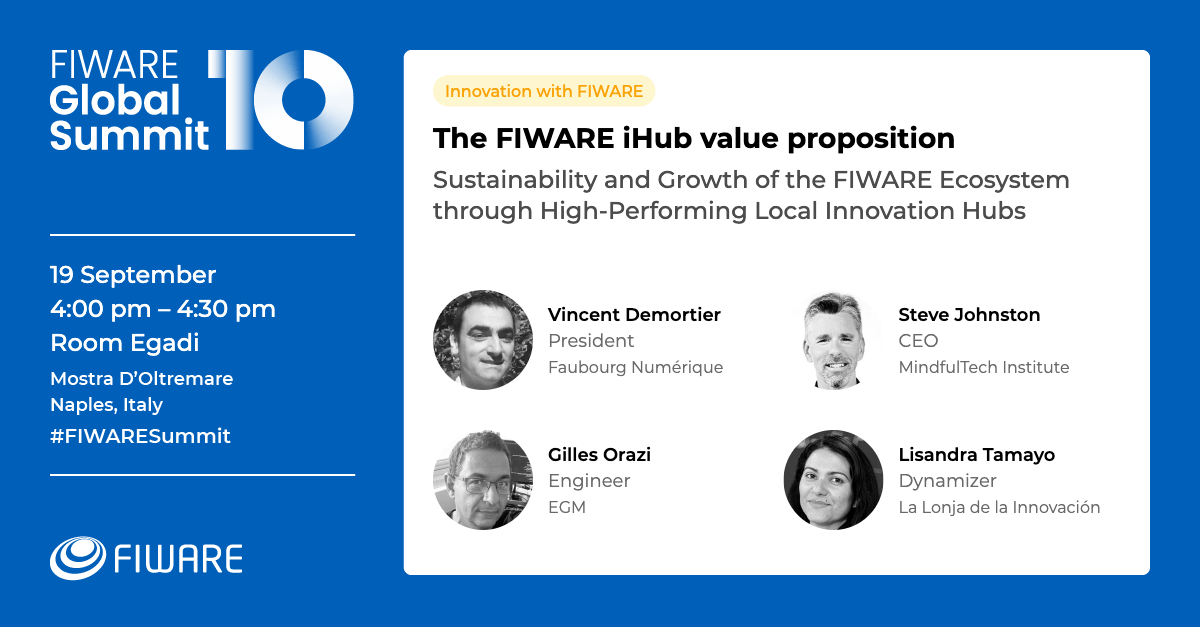 FIWARE
Global
Summit
10
19 September
4:00 pm – 4:30 pm
Room Egadi
Mostra D’Oltremare
Naples, Italy
#FIWARESummit
FIWARE
Innovation with FIWARE
The FIWARE iHub value proposition
Sustainability and Growth of the FIWARE Ecosystem
through High-Performing Local Innovation Hubs
Vincent Demortier
President
Faubourg Numérique
Steve Johnston
CEO
MindfulTech Institute
Gilles Orazi
Engineer
EGM
Lisandra Tamayo
Dynamizer
La Lonja de la Innovación